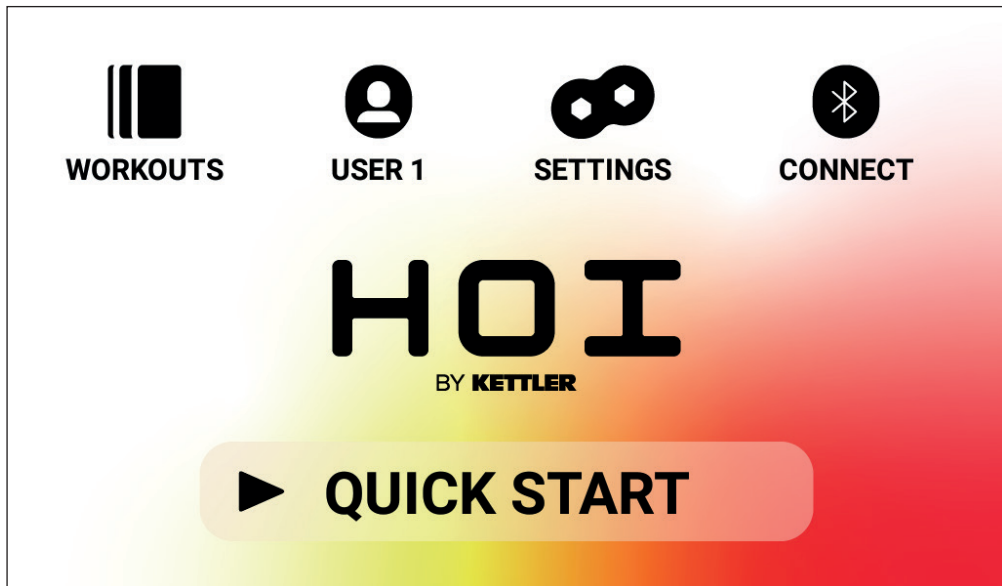 WORKOUTS USER 1 SETTINGS CONNECT
HOI
BY KETTLER
QUICK START